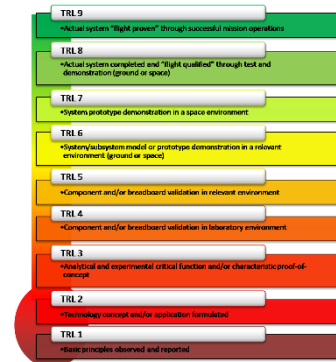 TRL 9
•Actual system "flight proven" through successful mission operations
TRL 8
•Actual system completed and "flight qualified" through test and
demonstration (ground or space)
TRL 7
•System prototype demonstration in a space environment
TRL 6
•System/subsystem model or prototype demonstration in a relevant
environment (ground or space)
TRL 5
•Component and/or breadboard validation in relevant environment
TRL 4
•Component and/or breadboard validation in laboratory environment
TRL 3
•Analytical and experimental critical function and/or characteristic proof-of-
concept
TRL 2
•Technology concept and/or application formulated
TRL 1
•Basic principles observed and reported